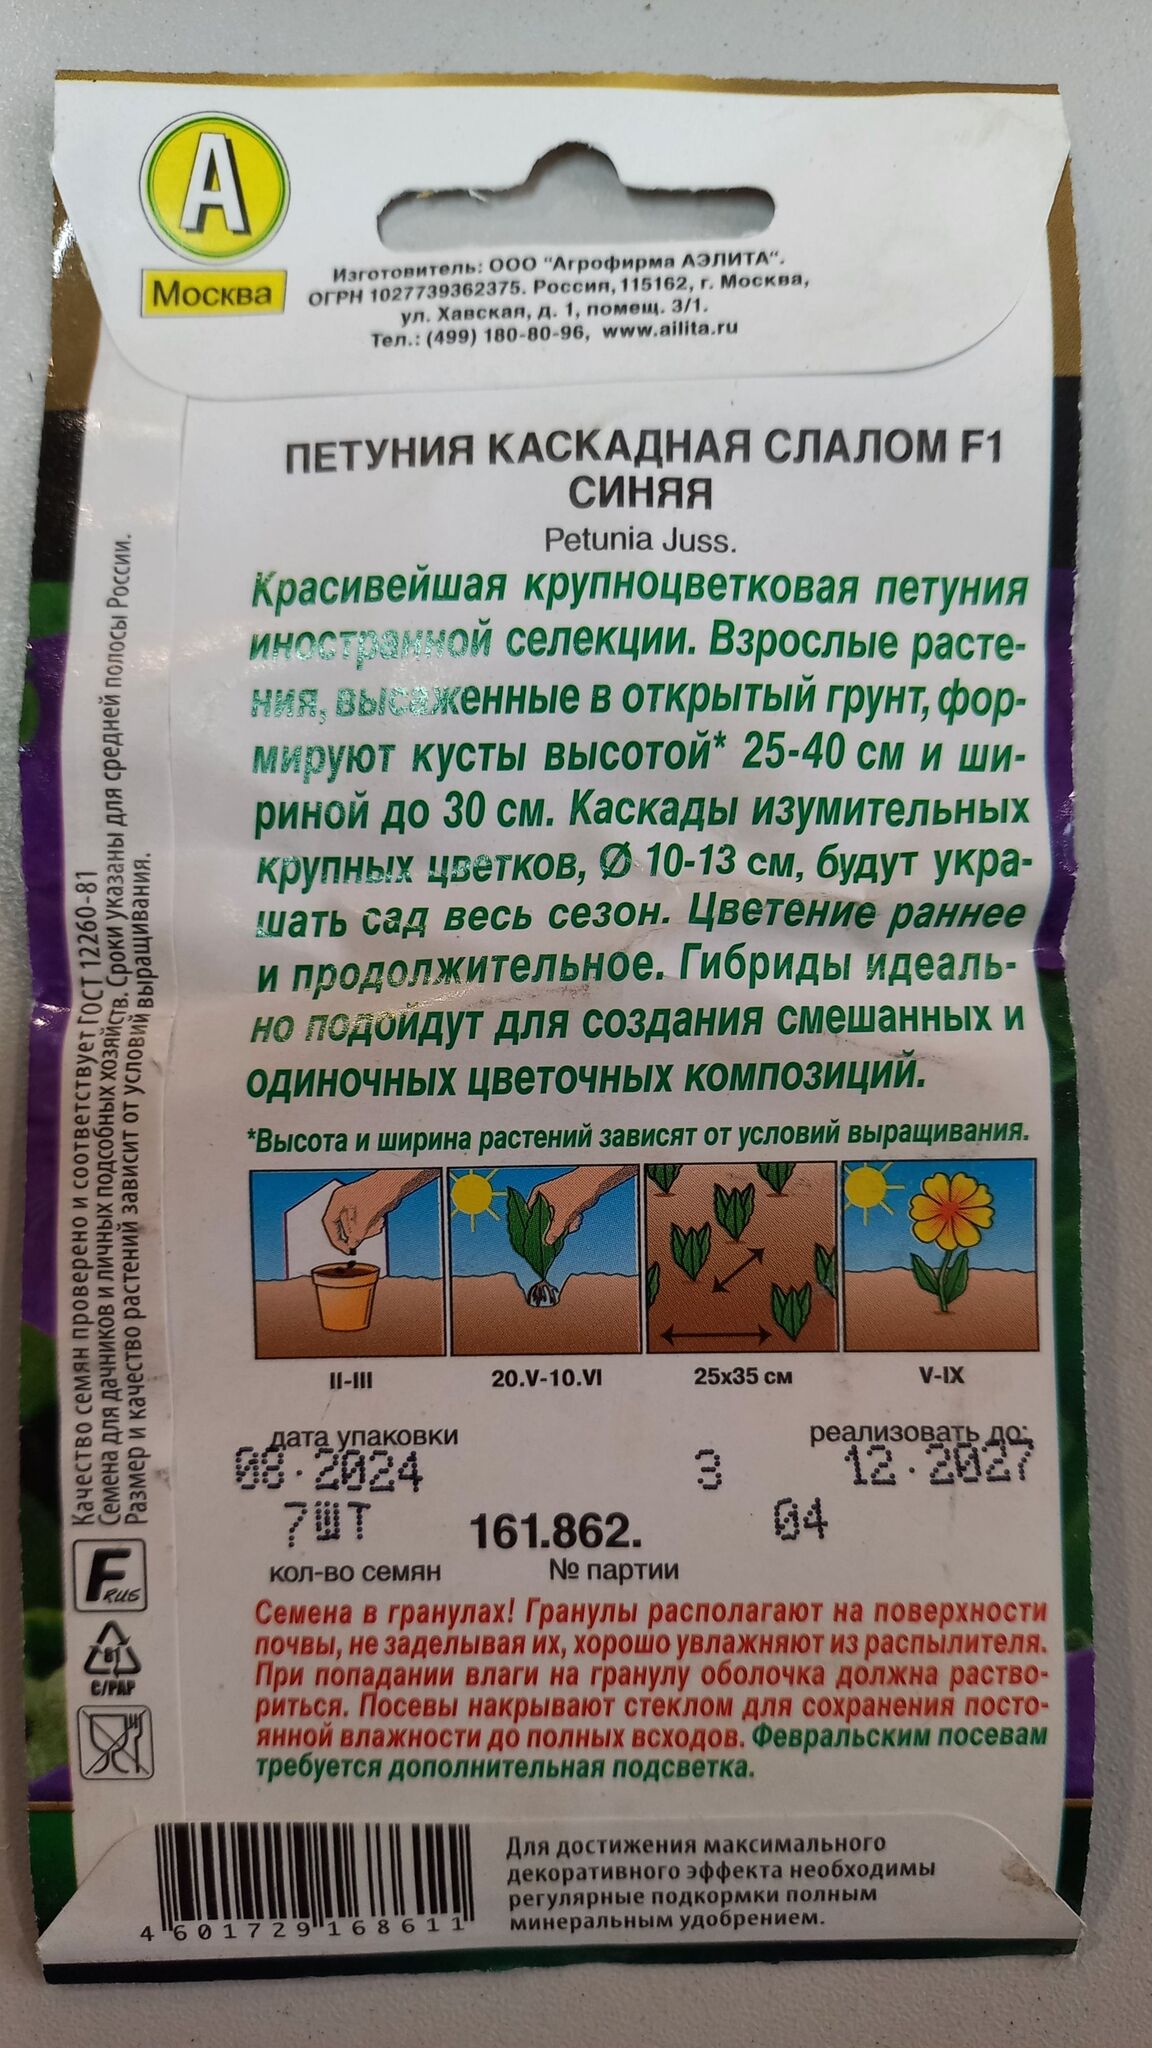 А
Москва
Изготовитель: ООО "Агрофирма АЭЛИТА".
ОГРН 1027739362375. Россия, 115162, г. Москва,
ул. Хавская, д. 1, помещ. 3/1.
Тел.: (499) 180-80-96, www.ailita.ru
ПЕТУНИЯ КАСКАДНАЯ СЛАЛОМ F1
СИНЯЯ
Petunia Juss.
Красивейшая крупноцветковая петуния
иностранной селекции. Взрослые расте-
ния, высаженные в открытый грунт, фор-
мируют кусты высотой* 25-40 см и ши-
риной до 30 см. Каскады изумительных
крупных цветков, Ø 10-13 см, будут укра-
шать сад весь сезон. Цветение раннее
и продолжительное. Гибриды идеаль-
но подойдут для создания смешанных и
одиночных цветочных композиций.
*Высота и ширина растений зависят от условий выращивания.
II-III
20.V-10.VI
25х35 см
V-IX
дата упаковки
реализовать до:
08.2024
3
12.2027
7ШТ
161.862.
04
кол-во семян
№ партии
Семена в гранулах! Гранулы располагают на поверхности
почвы, не заделывая их, хорошо увлажняют из распылителя.
При попадании влаги на гранулу оболочка должна раство-
риться. Посевы накрывают стеклом для сохранения посто-
янной влажности до полных всходов. Февральским посевам
требуется дополнительная подсветка.
Для достижения максимального
декоративного эффекта необходимы
регулярные подкормки полным
минеральным удобрением.
4601729168611
Качество семян проверено и соответствует ГОСТ 12260-81
Семена для дачников и личных подсобных хозяйств. Сроки указаны для средней полосы России.
Размер и качество растений зависит от условий выращивания.
F RUS
C/PAP